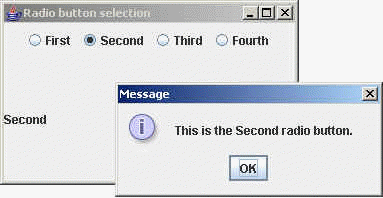 Radio button selection
First Second Third Fourth
Second
Message
This is the Second radio button.
OK